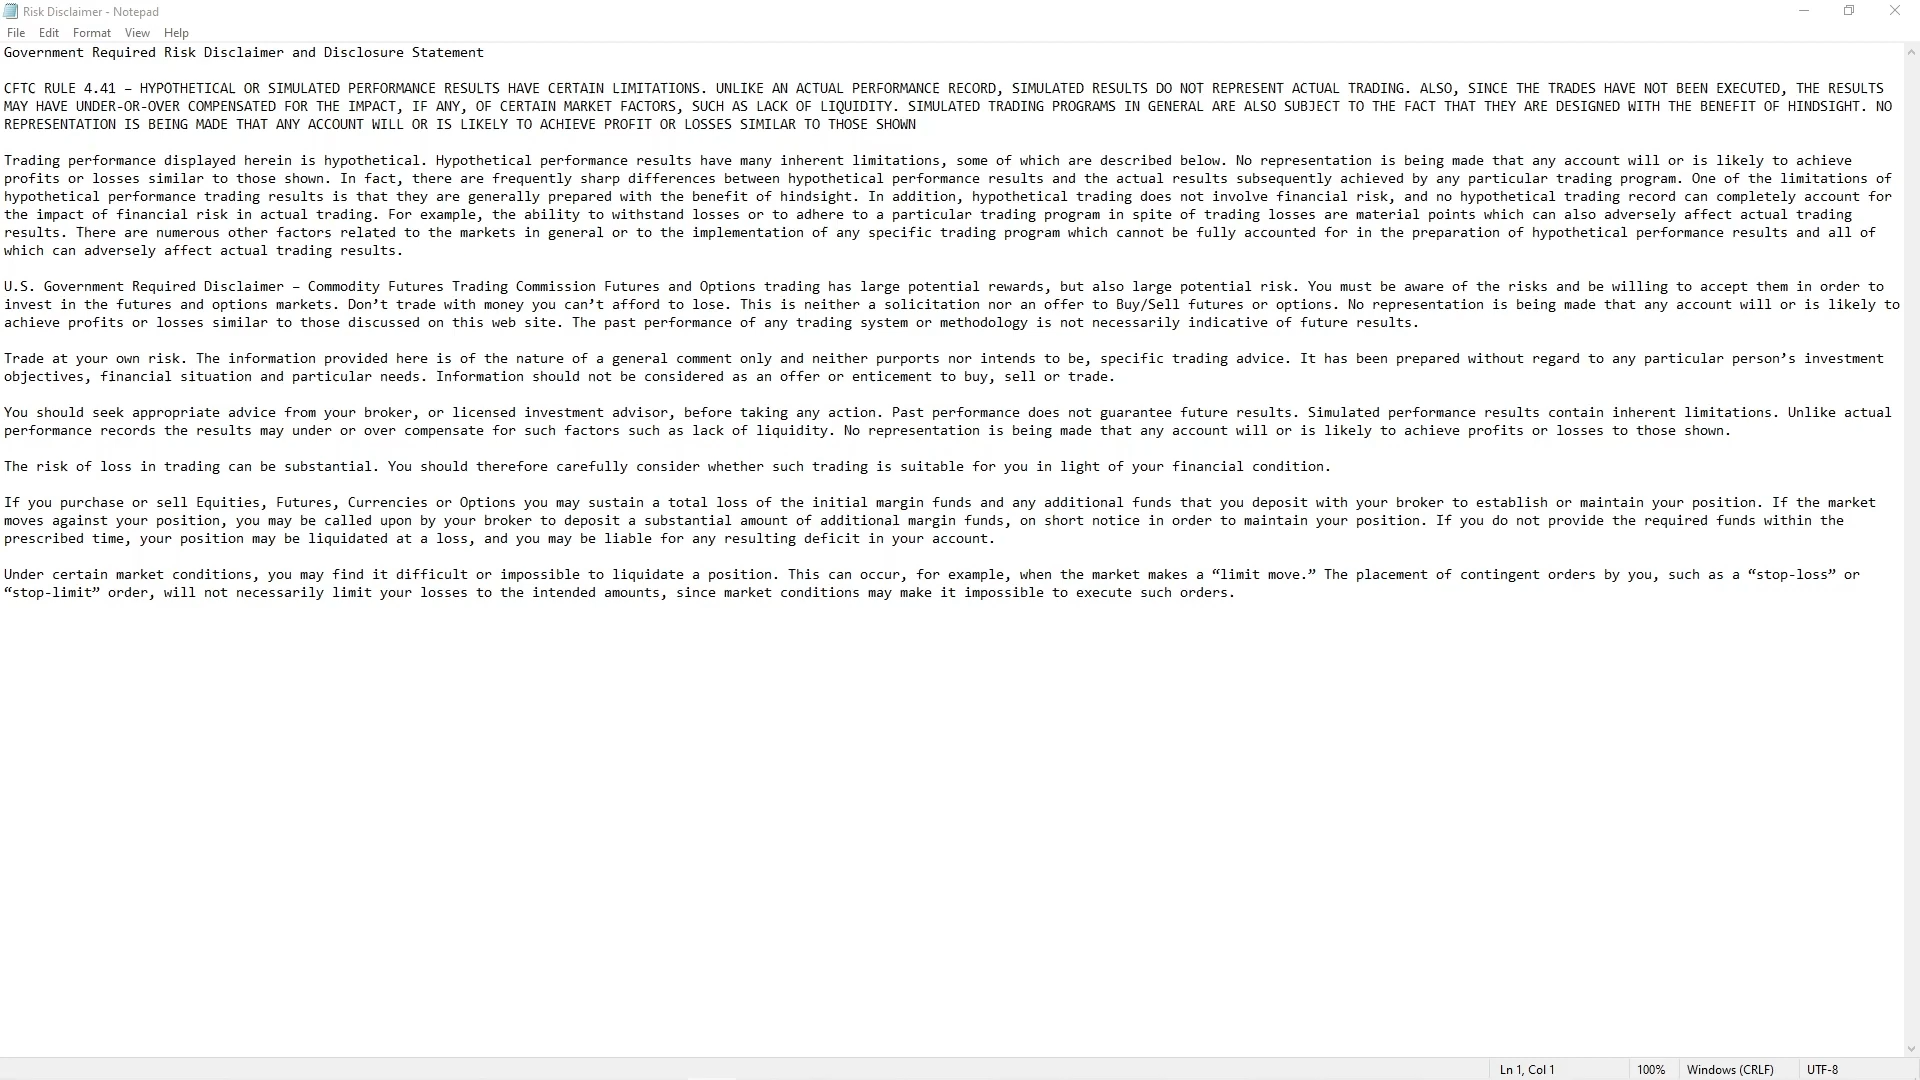 Risk Disclaimer - Notepad
File Edit Format View Help
Government Required Risk Disclaimer and Disclosure Statement
CFTC RULE 4.41 – HYPOTHETICAL OR SIMULATED PERFORMANCE RESULTS HAVE CERTAIN LIMITATIONS. UNLIKE AN ACTUAL PERFORMANCE RECORD, SIMULATED RESULTS DO NOT REPRESENT ACTUAL TRADING. ALSO, SINCE THE TRADES HAVE NOT BEEN EXECUTED, THE RESULTS
MAY HAVE UNDER-OR-OVER COMPENSATED FOR THE IMPACT, IF ANY, OF CERTAIN MARKET FACTORS, SUCH AS LACK OF LIQUIDITY. SIMULATED TRADING PROGRAMS IN GENERAL ARE ALSO SUBJECT TO THE FACT THAT THEY ARE DESIGNED WITH THE BENEFIT OF HINDSIGHT. NO
REPRESENTATION IS BEING MADE THAT ANY ACCOUNT WILL OR IS LIKELY TO ACHIEVE PROFIT OR LOSSES SIMILAR TO THOSE SHOWN
Trading performance displayed herein is hypothetical. Hypothetical performance results have many inherent limitations, some of which are described below. No representation is being made that any account will or is likely to achieve
profits or losses similar to those shown. In fact, there are frequently sharp differences between hypothetical performance results and the actual results subsequently achieved by any particular trading program. One of the limitations of
hypothetical performance trading results is that they are generally prepared with the benefit of hindsight. In addition, hypothetical trading does not involve financial risk, and no hypothetical trading record can completely account for
the impact of financial risk in actual trading. For example, the ability to withstand losses or to adhere to a particular trading program in spite of trading losses are material points which can also adversely affect actual trading
results. There are numerous other factors related to the markets in general or to the implementation of any specific trading program which cannot be fully accounted for in the preparation of hypothetical performance results and all of
which can adversely affect actual trading results.
U.S. Government Required Disclaimer – Commodity Futures Trading Commission Futures and Options trading has large potential rewards, but also large potential risk. You must be aware of the risks and be willing to accept them in order to
invest in the futures and options markets. Don’t trade with money you can’t afford to lose. This is neither a solicitation nor an offer to Buy/Sell futures or options. No representation is being made that any account will or is likely to
achieve profits or losses similar to those discussed on this web site. The past performance of any trading system or methodology is not necessarily indicative of future results.
Trade at your own risk. The information provided here is of the nature of a general comment only and neither purports nor intends to be, specific trading advice. It has been prepared without regard to any particular person’s investment
objectives, financial situation and particular needs. Information should not be considered as an offer or enticement to buy, sell or trade.
You should seek appropriate advice from your broker, or licensed investment advisor, before taking any action. Past performance does not guarantee future results. Simulated performance results contain inherent limitations. Unlike actual
performance records the results may under or over compensate for such factors such as lack of liquidity. No representation is being made that any account will or is likely to achieve profits or losses to those shown.
The risk of loss in trading can be substantial. You should therefore carefully consider whether such trading is suitable for you in light of your financial condition.
If you purchase or sell Equities, Futures, Currencies or Options you may sustain a total loss of the initial margin funds and any additional funds that you deposit with your broker to establish or maintain your position. If the market
moves against your position, you may be called upon by your broker to deposit a substantial amount of additional margin funds, on short notice in order to maintain your position. If you do not provide the required funds within the
prescribed time, your position may be liquidated at a loss, and you may be liable for any resulting deficit in your account.
Under certain market conditions, you may find it difficult or impossible to liquidate a position. This can occur, for example, when the market makes a “limit move.” The placement of contingent orders by you, such as a “stop-loss” or
“stop-limit” order, will not necessarily limit your losses to the intended amounts, since market conditions may make it impossible to execute such orders.
Ln 1, Col 1 100% Windows (CRLF) UTF-8